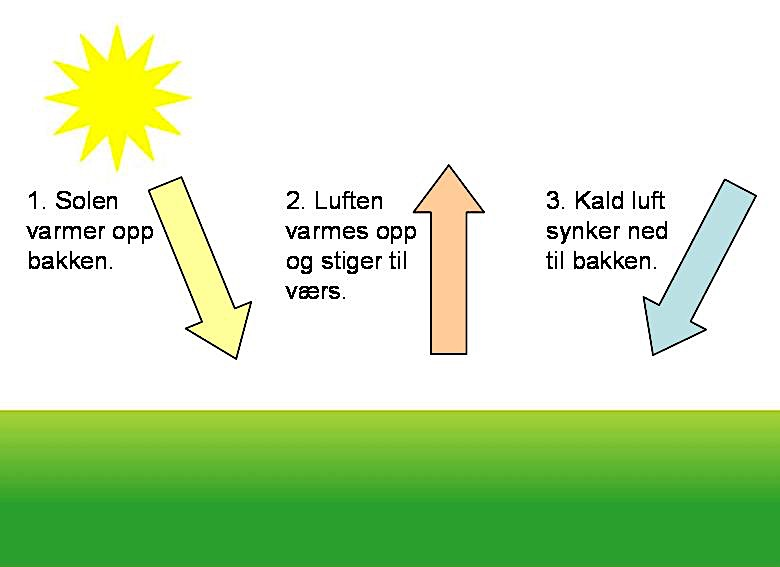 1. Solen
varmer opp
bakken.
2. Luften
varmes opp
og stiger til
værs.
3. Kald luft
synker ned
til bakken.